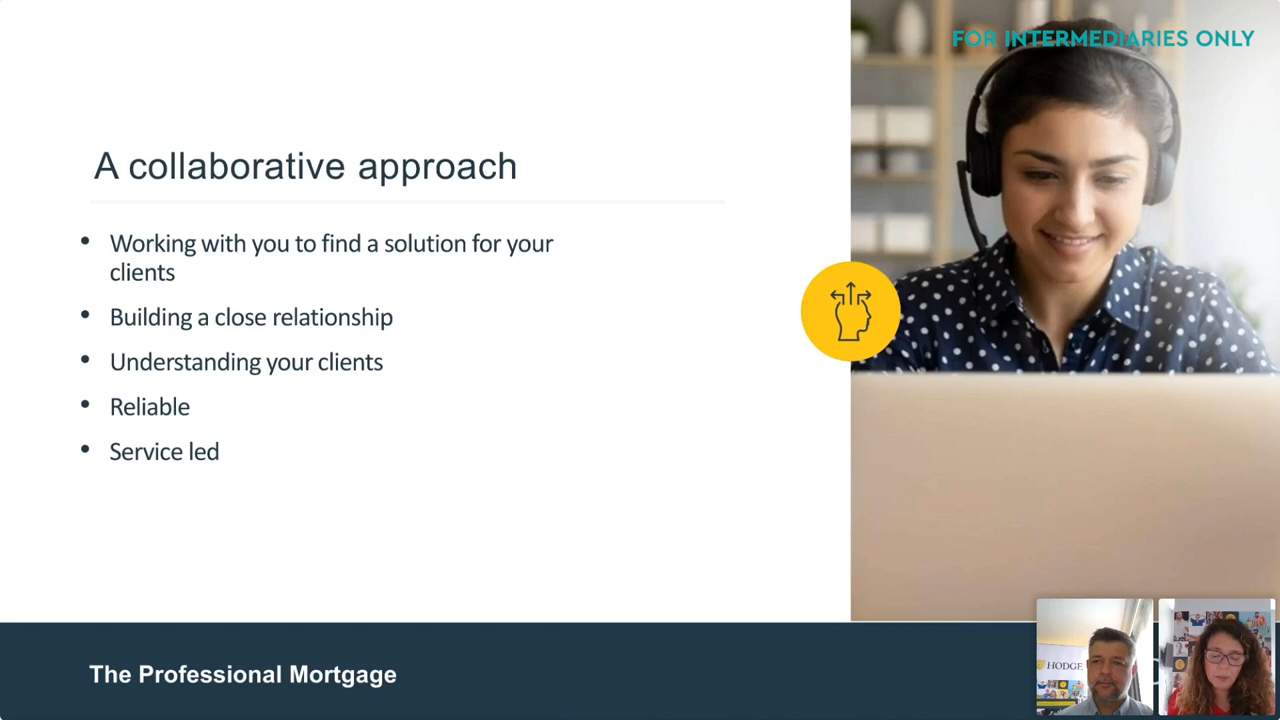 FOR INTERMEDIARIES ONLY
A collaborative approach
• Working with you to find a solution for your
clients
• Building a close relationship
• Understanding your clients
• Reliable
• Service led
The Professional Mortgage
HODGE